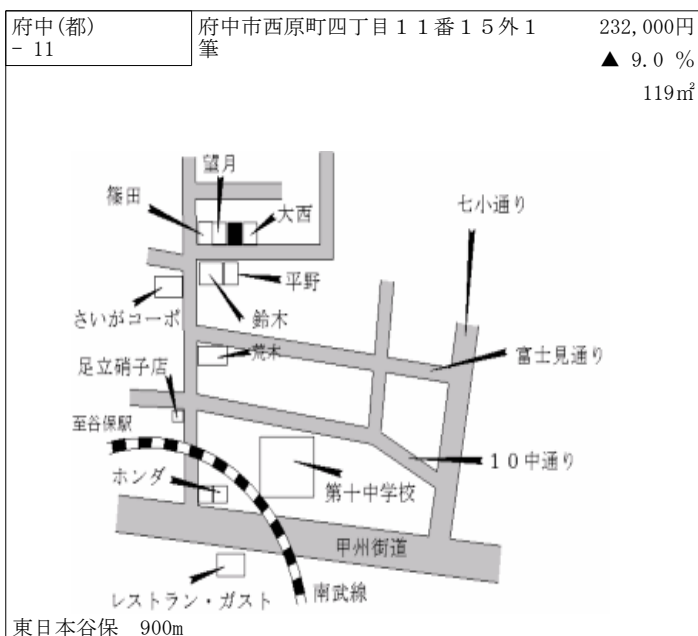 府中(都)
- 11
府中市西原町四丁目１１番１５外１
筆
232,000円
▲ 9.0 %
119㎡
望月
篠田
大西
七小通り
平野
さいがコーポ
鈴木
荒木
富士見通り
足立硝子店
至谷保駅
１０中通り
ホンダ
第十中学校
甲州街道
レストラン・ガスト
南武線
東日本谷保　900m